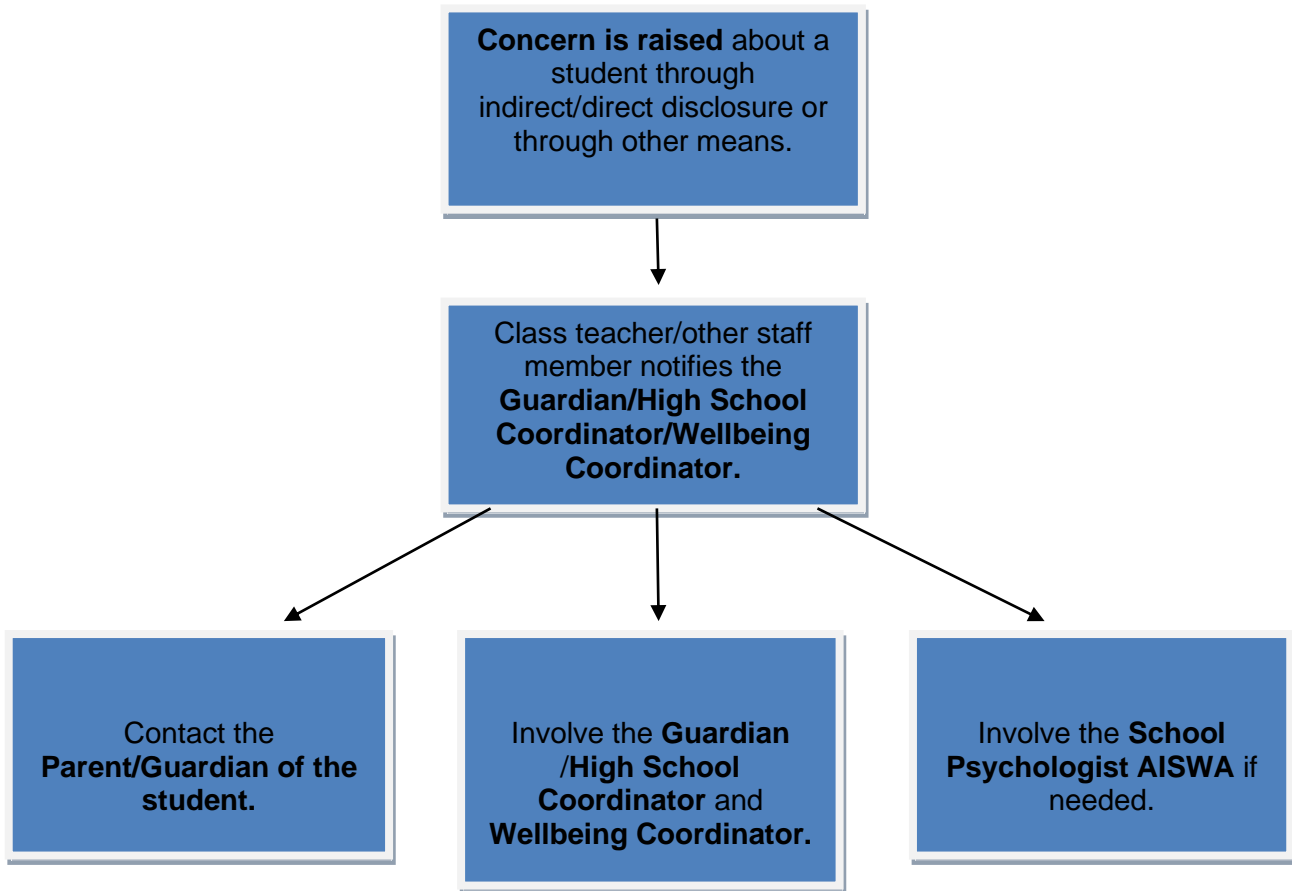 Concern is raised about a
student through
indirect/direct disclosure or
through other means.
Class teacher/other staff
member notifies the
Guardian/High School
Coordinator/Wellbeing
Coordinator.
Contact the
Parent/Guardian of the
student.
Involve the Guardian
/High School
Coordinator and
Wellbeing Coordinator.
Involve the School
Psychologist AISWA if
needed.